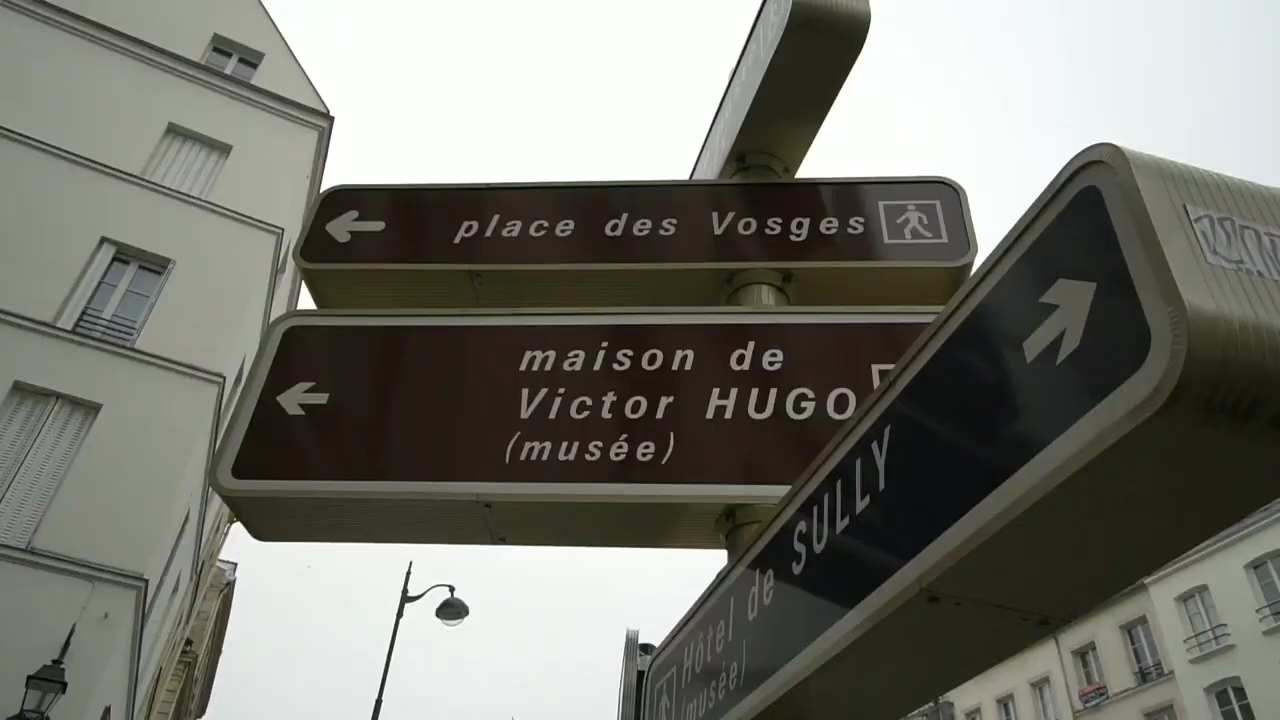 place des Vosges
maison de
Victor HUGO
(musée)
Hôtel de SULLY
(musée)